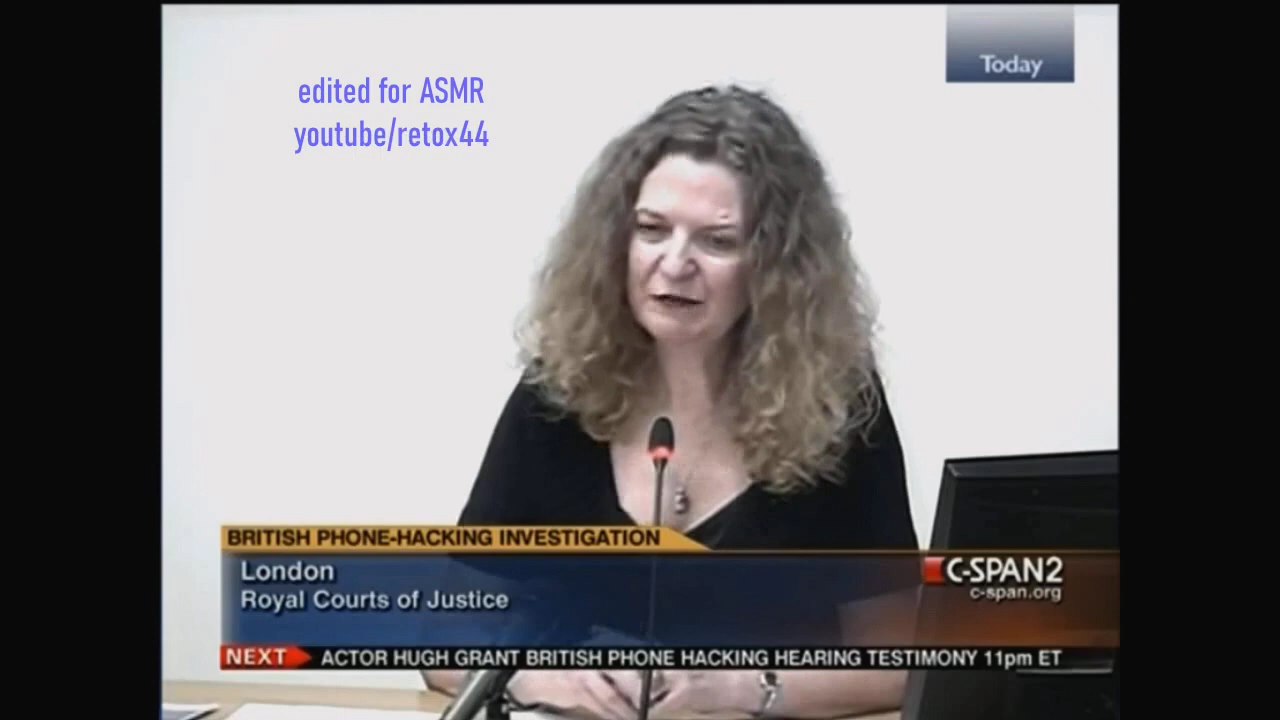 Today
edited for ASMR
youtube/retox44
BRITISH PHONE-HACKING INVESTIGATION
London
Royal Courts of Justice
C-SPAN2
c-span.org
NEXT
ACTOR HUGH GRANT BRITISH PHONE HACKING HEARING TESTIMONY 11pm ET